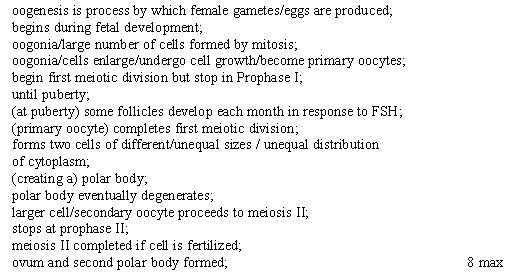 oogenesis is process by which female gametes/eggs are produced;
begins during fetal development;
oogonia/large number of cells formed by mitosis;
oogonia/cells enlarge/undergo cell growth/become primary oocytes;
begin first meiotic division but stop in Prophase I;
until puberty;
(at puberty) some follicles develop each month in response to FSH;
(primary oocyte) completes first meiotic division;
forms two cells of different/unequal sizes / unequal distribution
of cytoplasm;
(creating a) polar body;
polar body eventually degenerates;
larger cell/secondary oocyte proceeds to meiosis II;
stops at prophase II;
meiosis II completed if cell is fertilized;
ovum and second polar body formed; 8 max